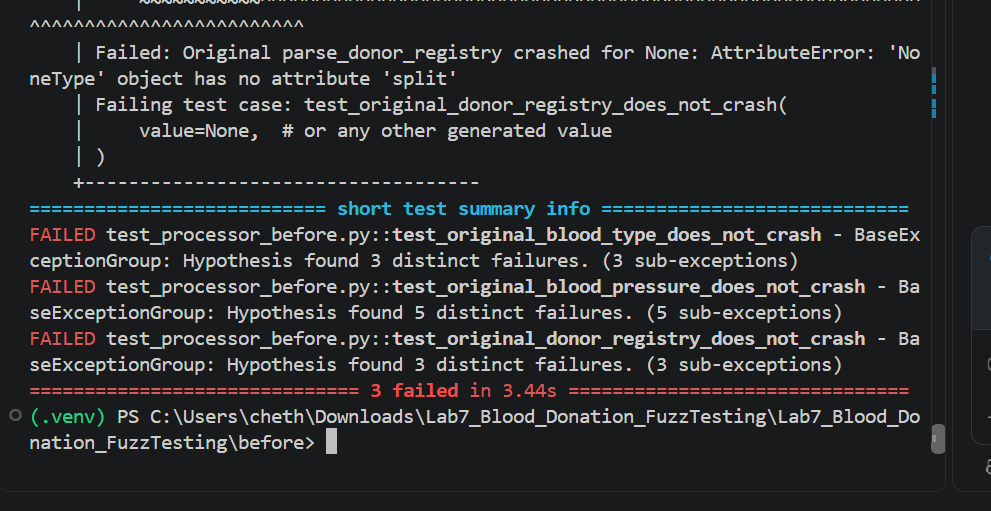 ^^^^^^^^^^^^^^^^^^^^^^^^^
| Failed: Original parse_donor_registry crashed for None: AttributeError: 'No
neType' object has no attribute 'split'
| Failing test case: test_original_donor_registry_does_not_crash(
|     value=None,  # or any other generated value
| )
+------------------------------------
=========================== short test summary info ============================
FAILED test_processor_before.py::test_original_blood_type_does_not_crash - BaseEx
ceptionGroup: Hypothesis found 3 distinct failures. (3 sub-exceptions)
FAILED test_processor_before.py::test_original_blood_pressure_does_not_crash - Ba
seExceptionGroup: Hypothesis found 5 distinct failures. (5 sub-exceptions)
FAILED test_processor_before.py::test_original_donor_registry_does_not_crash - Ba
seExceptionGroup: Hypothesis found 3 distinct failures. (3 sub-exceptions)
============================== 3 failed in 3.44s ===============================
(.venv) PS C:\Users\cheth\Downloads\Lab7_Blood_Donation_FuzzTesting\Lab7_Blood_Do
nation_FuzzTesting\before>